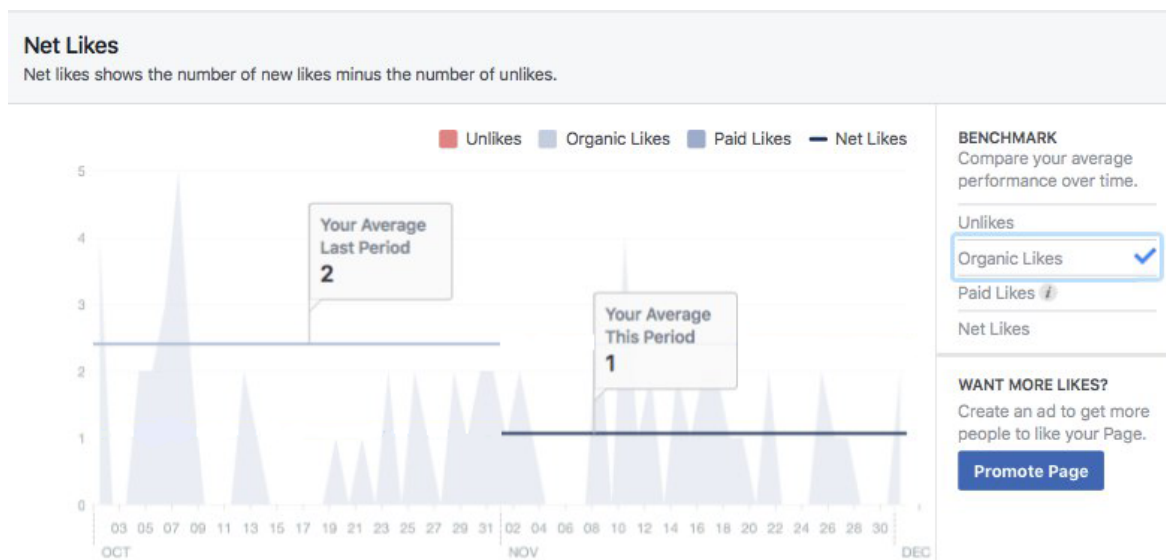 Net Likes
Net likes shows the number of new likes minus the number of unlikes.
Unlikes Organic Likes Paid Likes Net Likes
5
4
3
2
1
0
Your Average
Last Period
2
Your Average
This Period
1
03 05 07 09 11 13 15 17 19 21 23 25 27 29 31 02 04 06 08 10 12 14 16 18 20 22 24 26 28 30
OCT NOV DEC
BENCHMARK
Compare your average
performance over time.
Unlikes
Organic Likes
Paid Likes i
Net Likes
WANT MORE LIKES?
Create an ad to get more
people to like your Page.
Promote Page